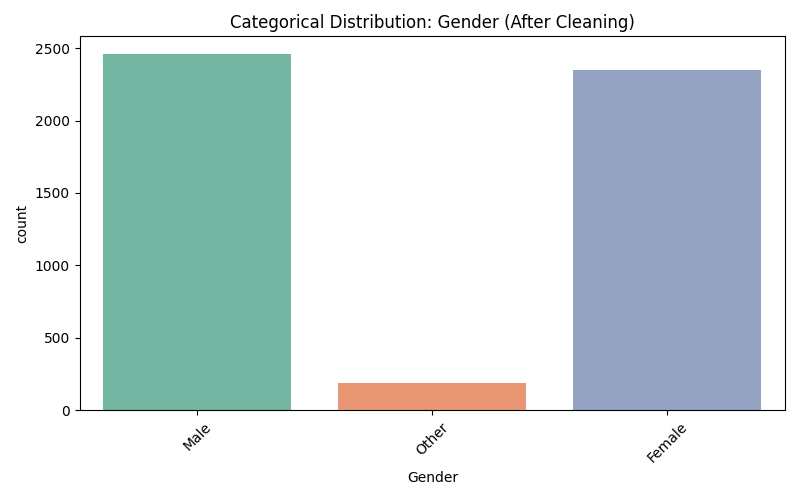 Categorical Distribution: Gender (After Cleaning)
2500
2000
1500
1000
500
0
count
Male
Other
Female
Gender